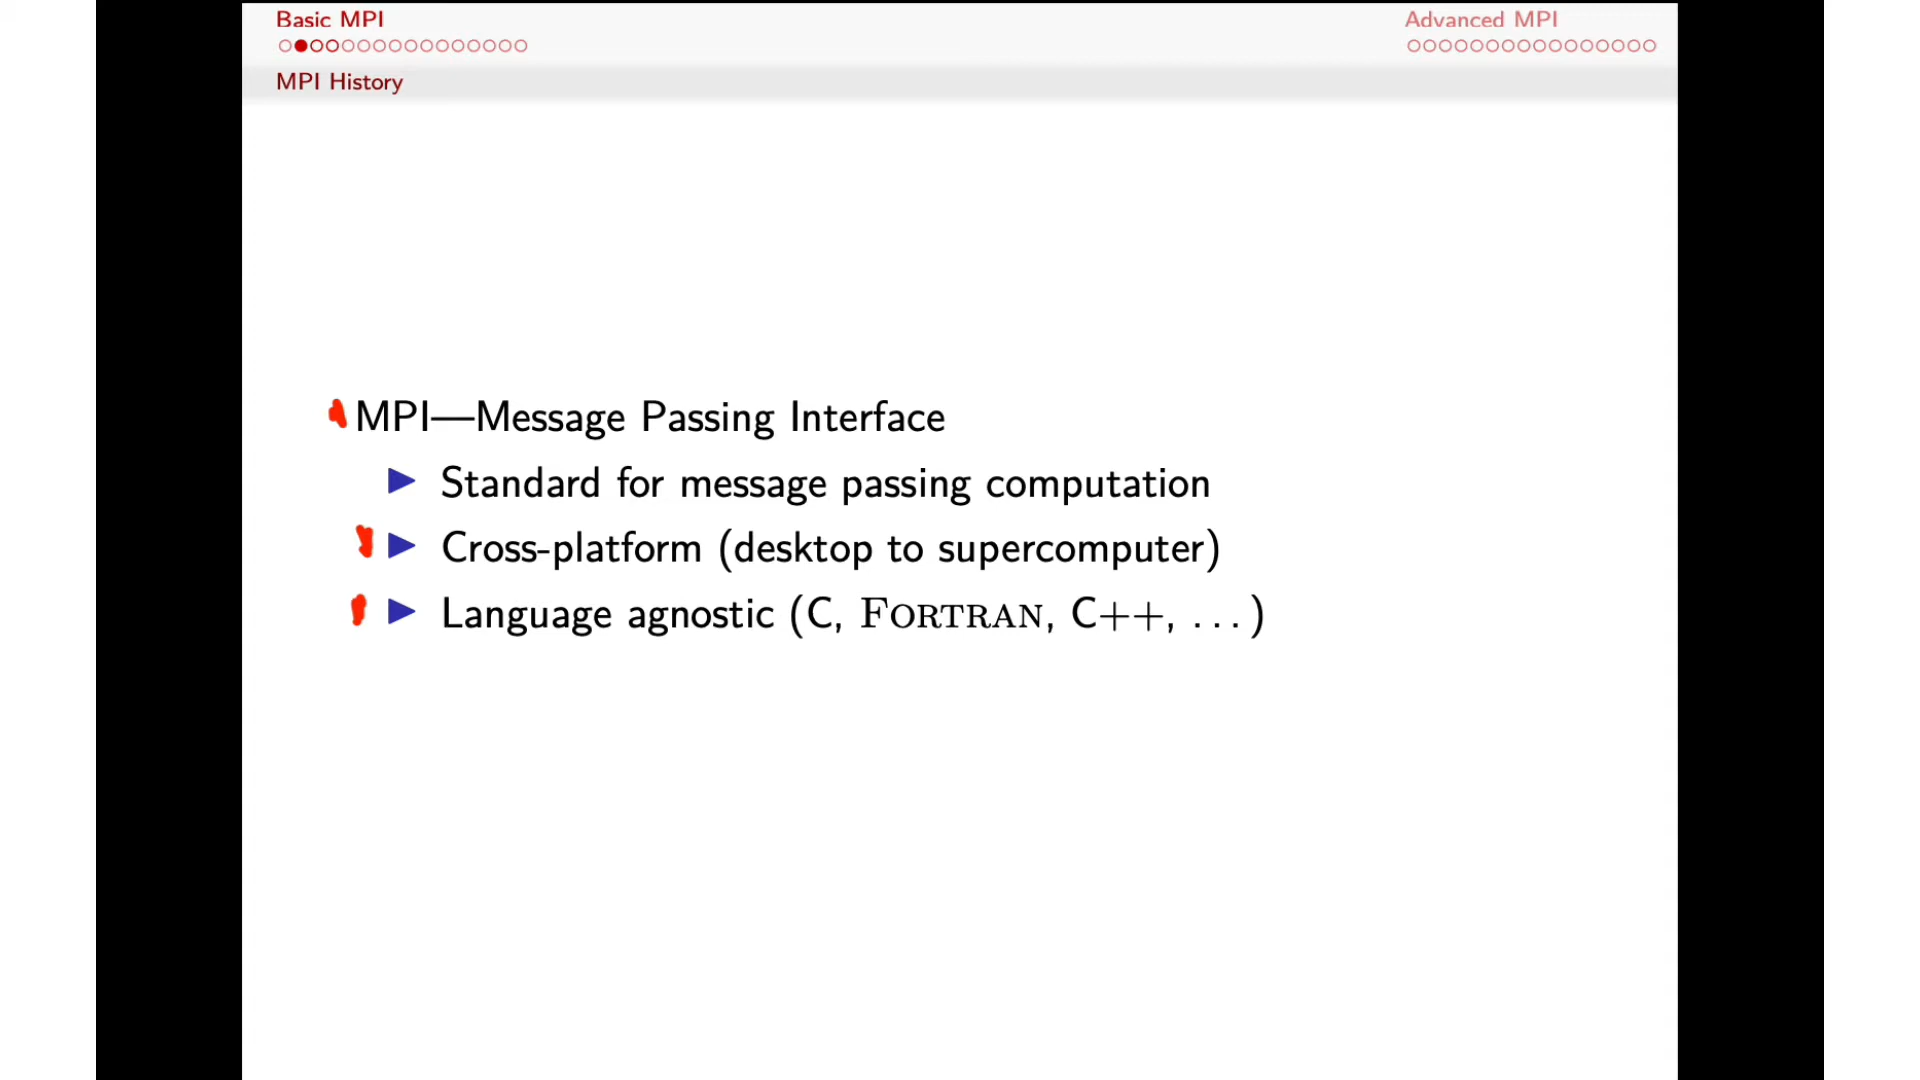 Basic MPI
Advanced MPI
MPI History
MPI—Message Passing Interface
Standard for message passing computation
Cross-platform (desktop to supercomputer)
Language agnostic (C, FORTRAN, C++, ...)